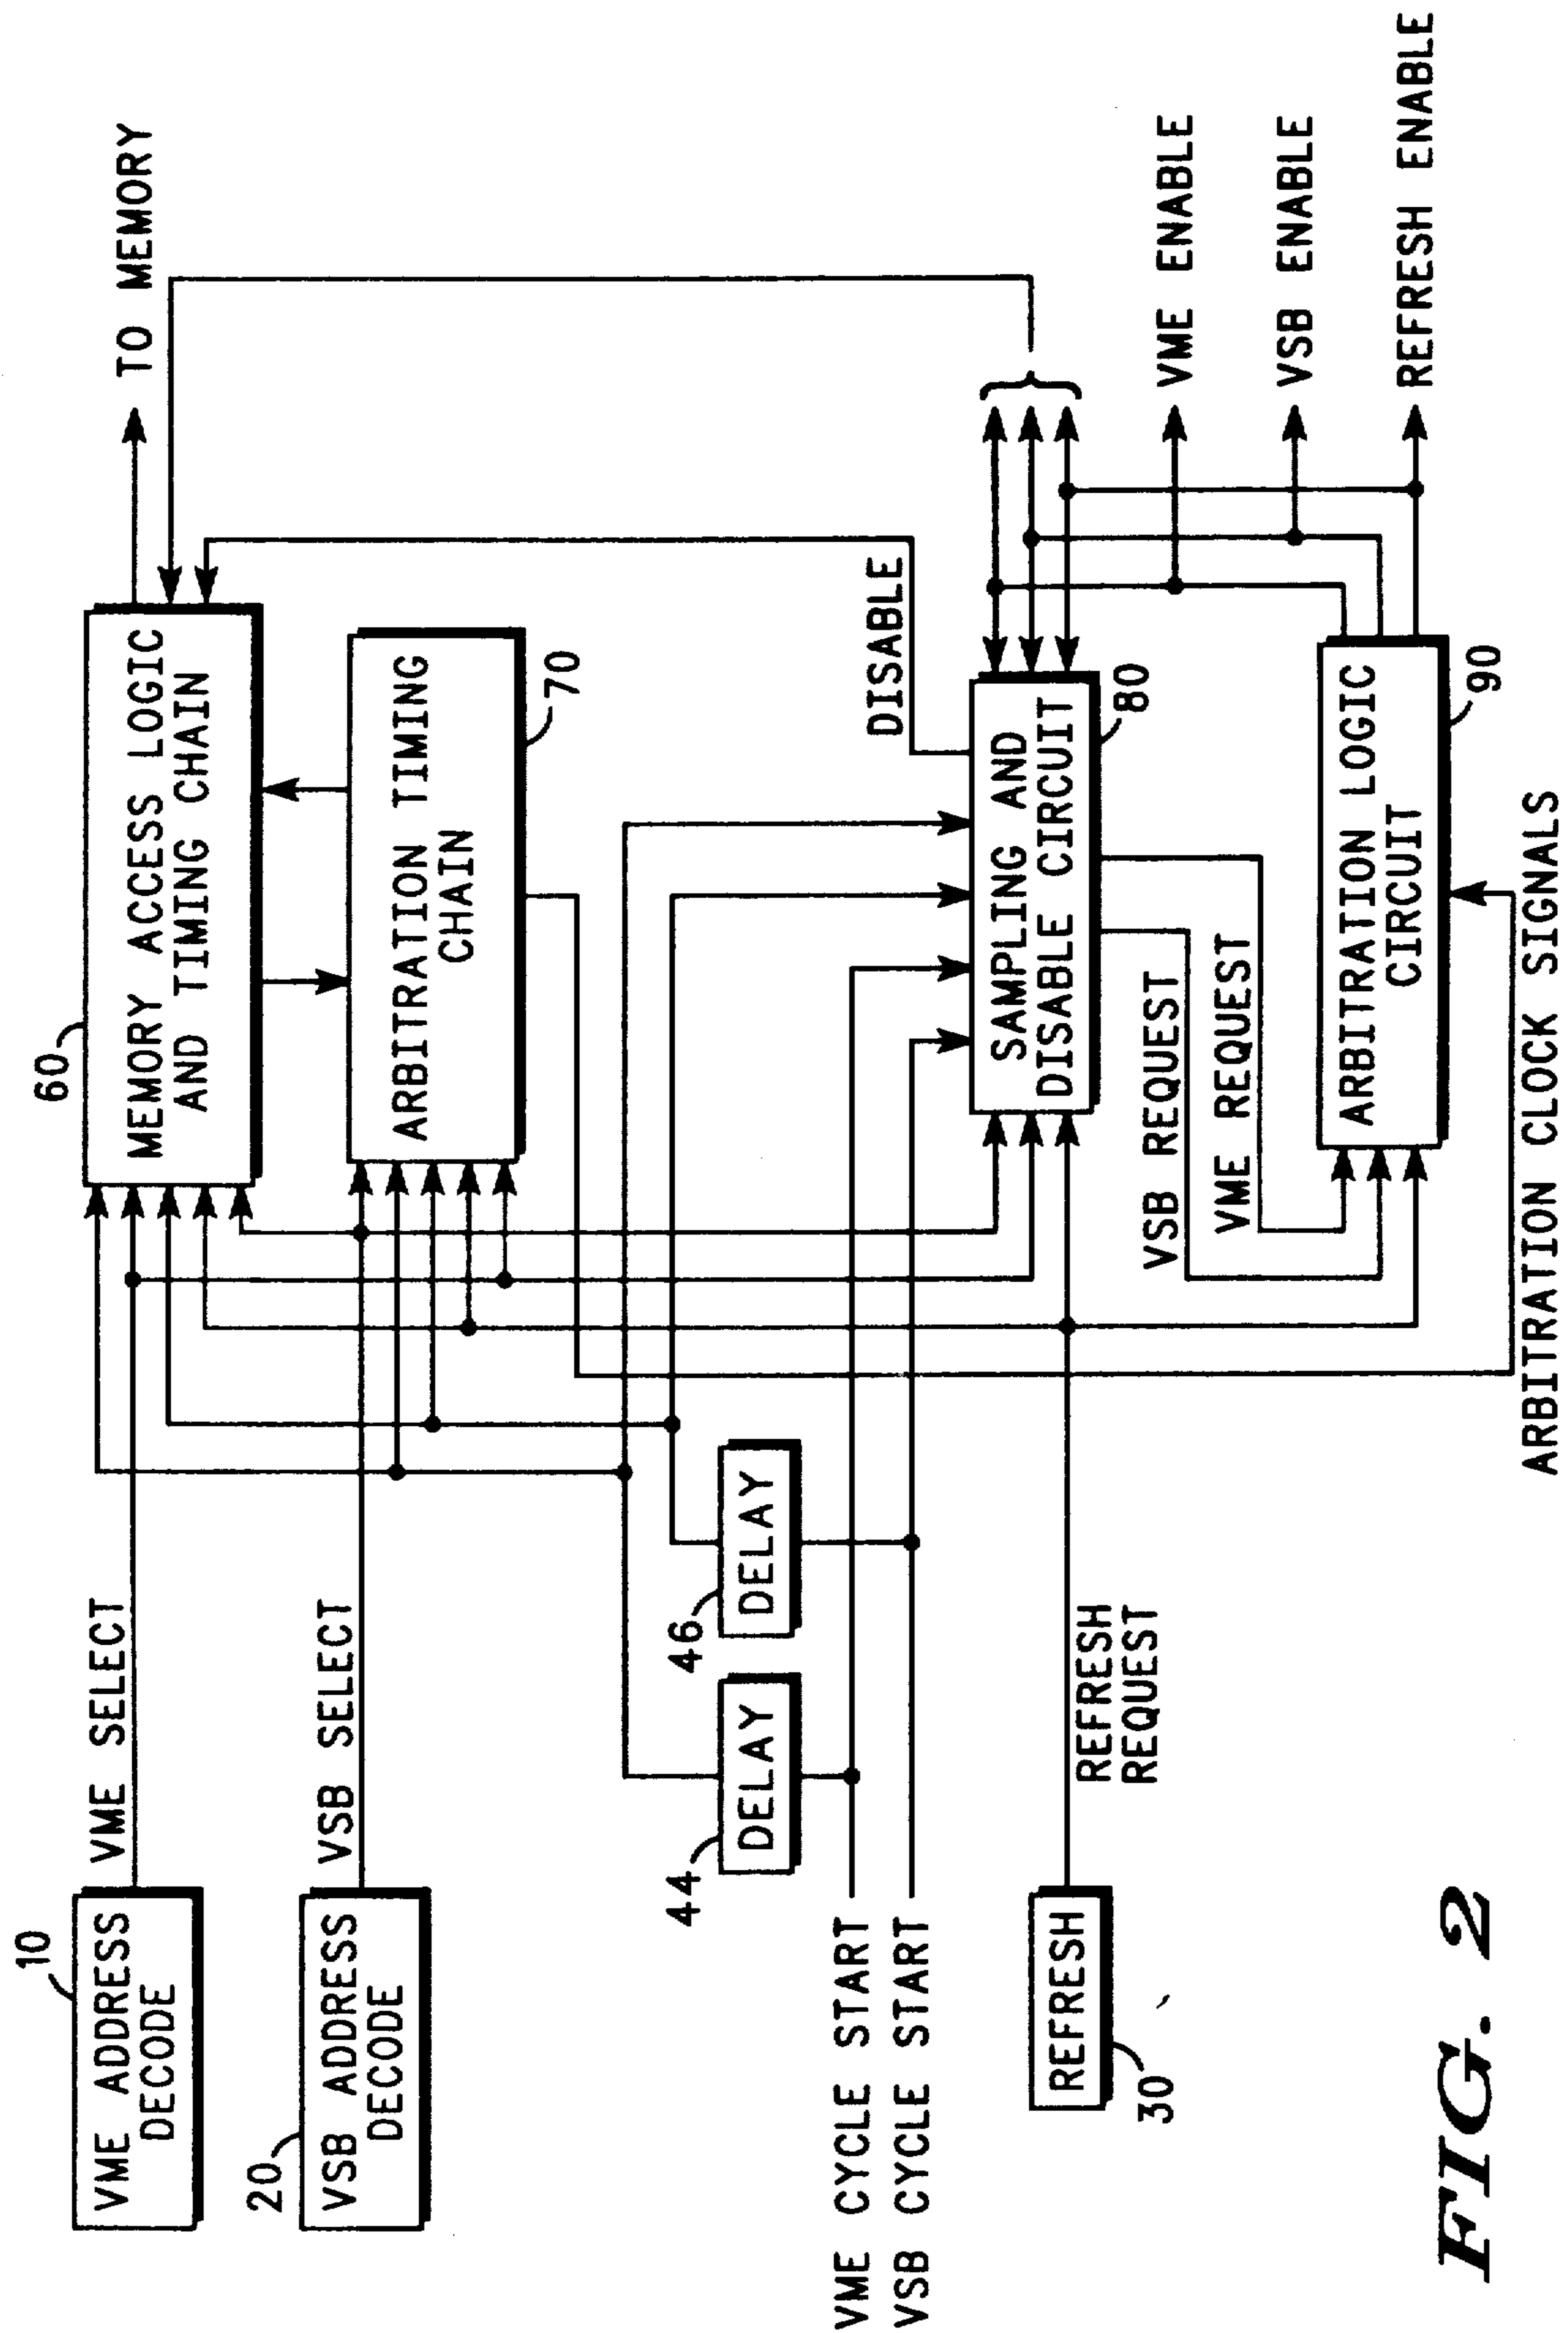 10
VME ADDRESS
DECODE
VME SELECT
60
MEMORY ACCESS LOGIC
AND TIMING CHAIN
TO MEMORY
20
VSB ADDRESS
DECODE
VSB SELECT
ARBITRATION TIMING
CHAIN
70
44
DELAY
46
DELAY
DISABLE
VME CYCLE START
VSB CYCLE START
30
REFRESH
REFRESH
REQUEST
SAMPLING AND
DISABLE CIRCUIT
80
VSB REQUEST
VME REQUEST
VME ENABLE
VSB ENABLE
REFRESH ENABLE
ARBITRATION LOGIC
CIRCUIT
90
ARBITRATION CLOCK SIGNALS
FIG. 2